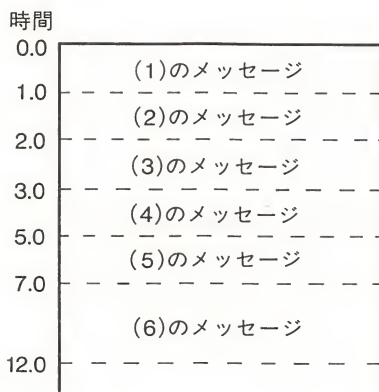 時間
0.0
(1)のメッセージ
1.0
(2)のメッセージ
2.0
(3)のメッセージ
3.0
(4)のメッセージ
5.0
(5)のメッセージ
7.0
(6)のメッセージ
12.0